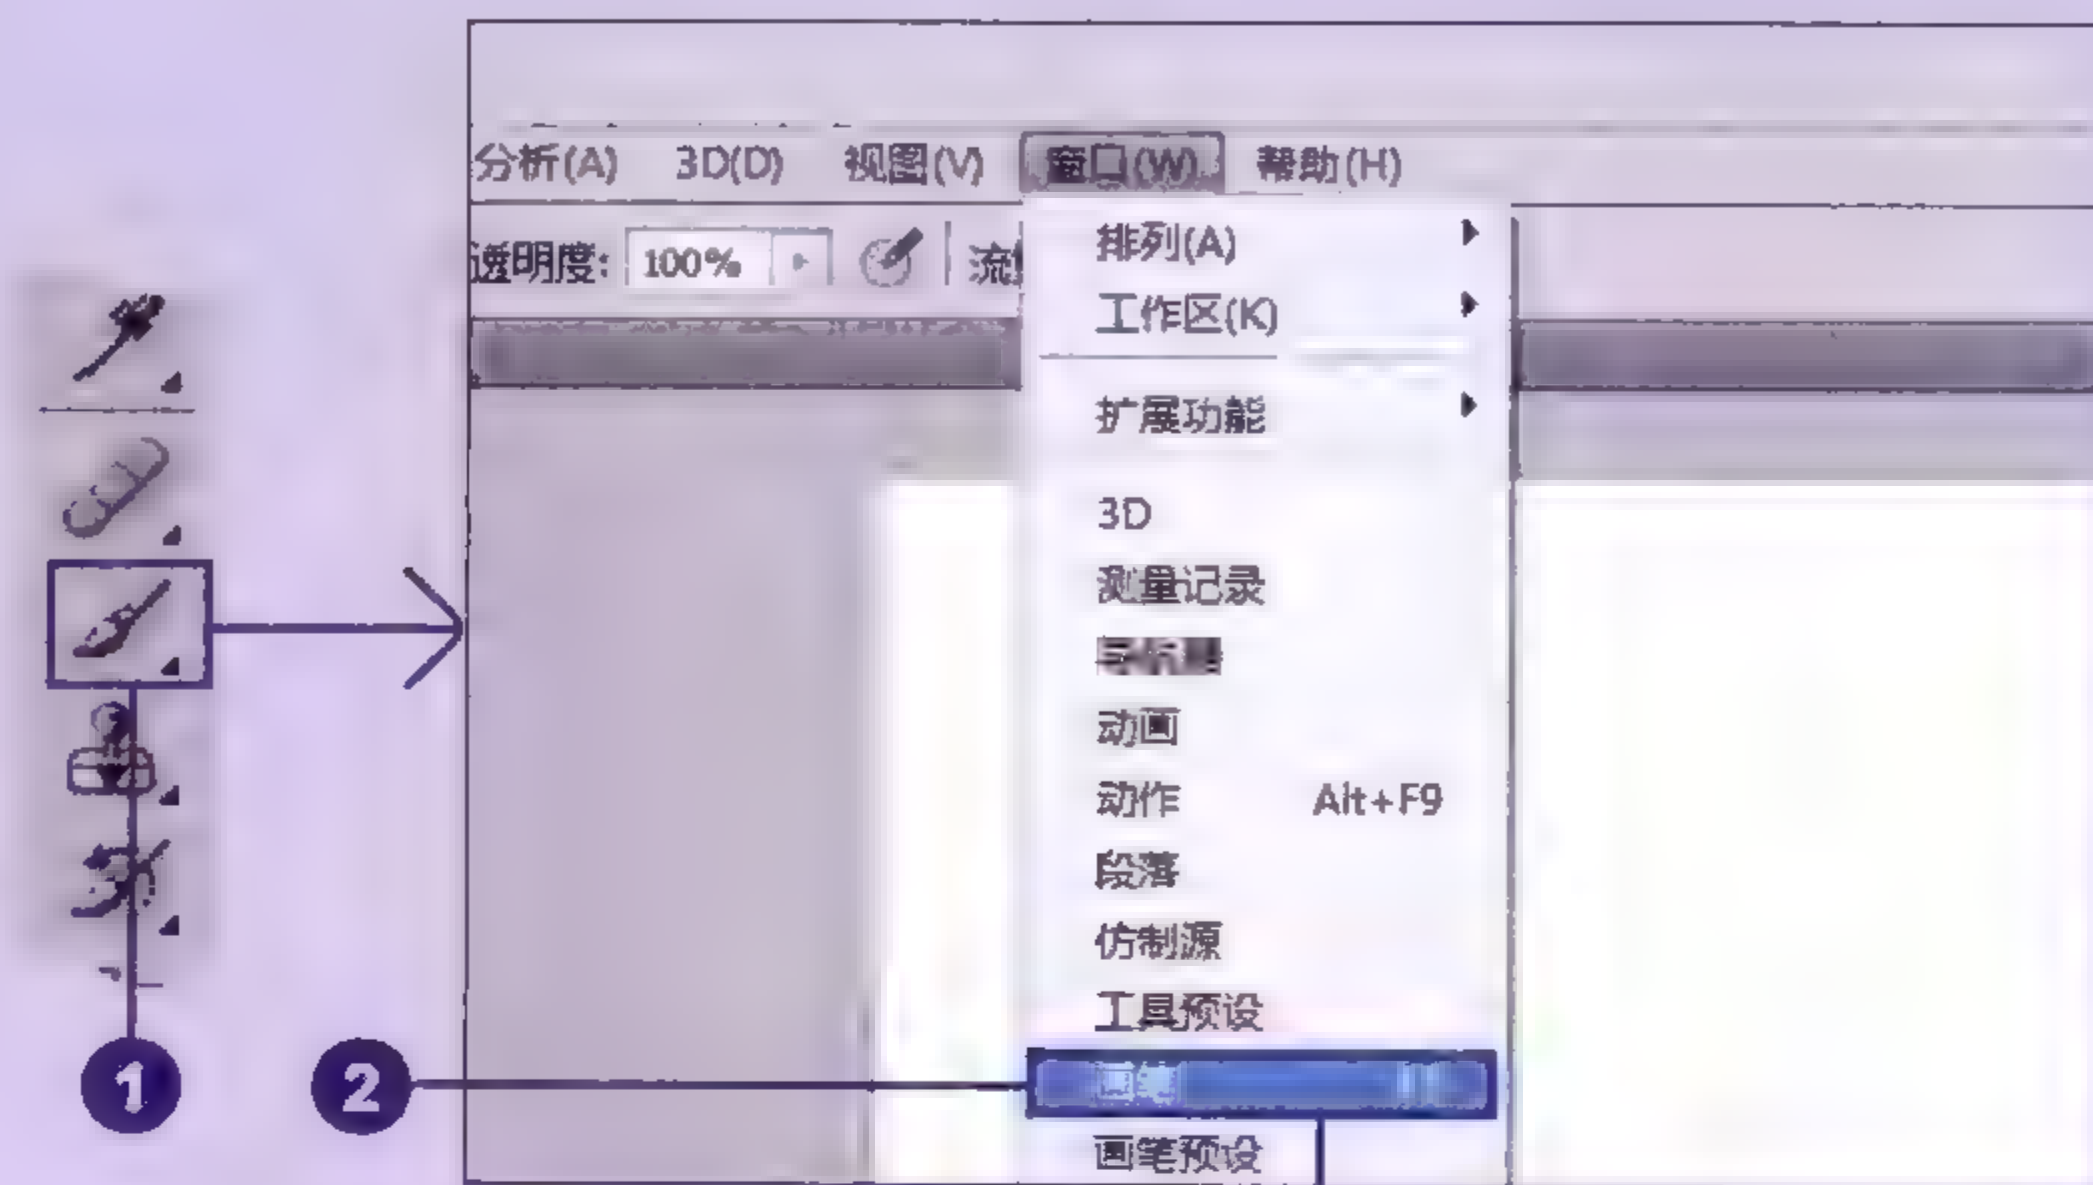 分析(A) 3D(D) 视图(V) 窗口(W) 帮助(H)
透明度: 100% 流
排列(A)
工作区(K)
扩展功能
3D
测量记录
动画
动作 Alt+F9
段落
仿制源
工具预设
1 2
画笔预设